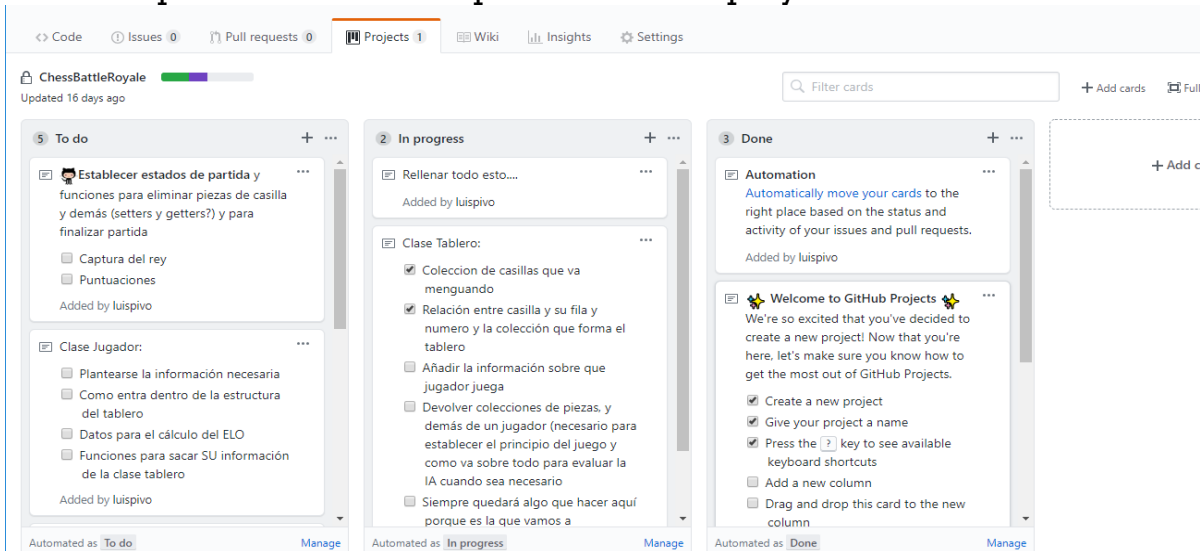 Code Issues 0 Pull requests 0 Projects 1 Wiki Insights Settings
ChessBattleRoyale
Updated 16 days ago
Filter cards
Add cards
5 To do
Establecer estados de partida y
funciones para eliminar piezas de casilla
y demás (setters y getters?) y para
finalizar partida
Captura del rey
Puntuaciones
Added by luispivo
Clase Jugador:
Plantearse la información necesaria
Como entra dentro de la estructura
del tablero
Datos para el cálculo del ELO
Funciones para sacar SU información
de la clase tablero
Added by luispivo
Automated as To do Manage
2 In progress
Rellenar todo esto....
Added by luispivo
Clase Tablero:
Coleccion de casillas que va
menguando
Relación entre casilla y su fila y
numero y la colección que forma el
tablero
Añadir la información sobre que
jugador juega
Devolver colecciones de piezas, y
demás de un jugador (necesario para
establecer el principio del juego y
como va sobre todo para evaluar la
IA cuando sea necesario
Siempre quedará algo que hacer aquí
porque es la que vamos a
Automated as In progress Manage
3 Done
Automation
Automatically move your cards to the
right place based on the status and
activity of your issues and pull requests.
Added by luispivo
Welcome to GitHub Projects
We're so excited that you've decided to
create a new project! Now that you're
here, let's make sure you know how to
get the most out of GitHub Projects.
Create a new project
Give your project a name
Press the ? key to see available
keyboard shortcuts
Add a new column
Drag and drop this card to the new
column
Automated as Done Manage
Add